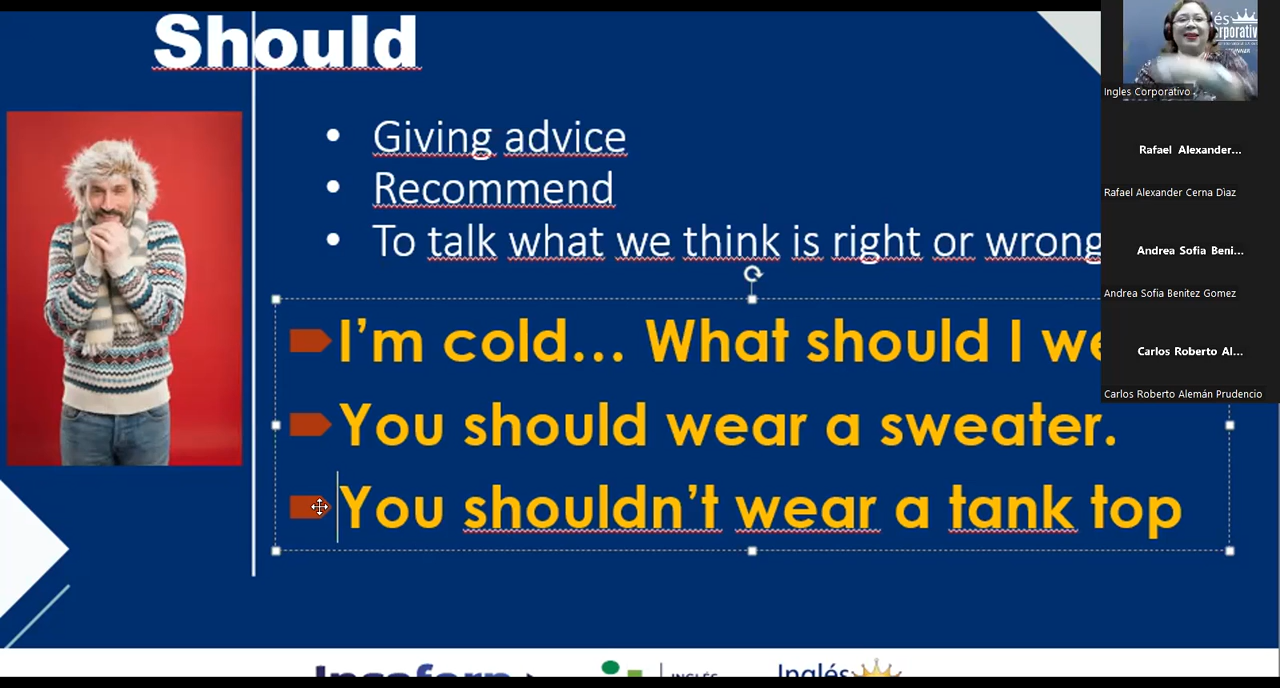 Should
• Giving advice
• Recommend
• To talk what we think is right or wrong
I'm cold... What should I we
You should wear a sweater.
You shouldn't wear a tank top
Ingles Corporativo
Rafael Alexander...
Rafael Alexander Cerna Diaz
Andrea Sofia Beni...
Andrea Sofia Benitez Gomez
Carlos Roberto Al...
Carlos Roberto Alemán Prudencio
INGLÉS
Inglés